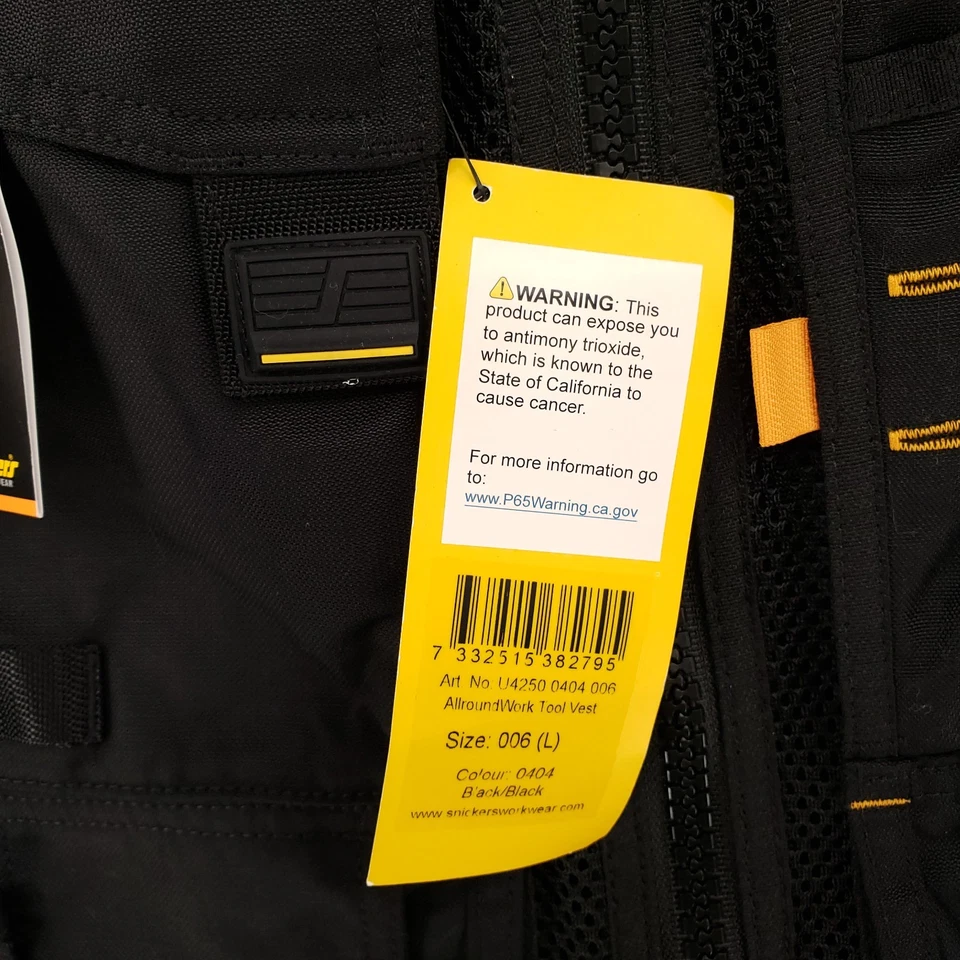 ⚠WARNING: This
product can expose you
to antimony trioxide,
which is known to the
State of California to
cause cancer.
For more information go
to:
www.P65Warning.ca.gov
7 332515 382795
Art. No. U4250 0404 006
AllroundWork Tool Vest
Size: 006 (L)
Colour: 0404
Black/Black
www.snickersworkwear.com